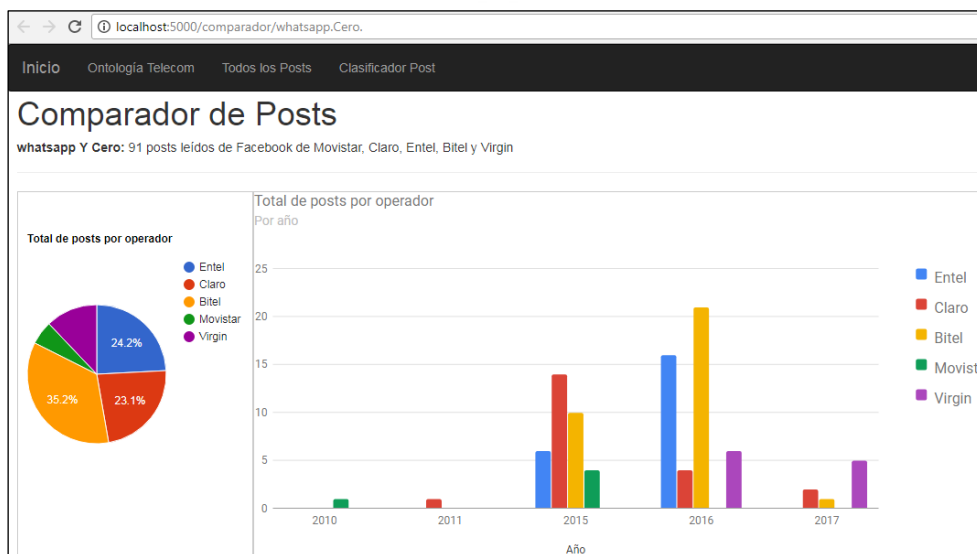 localhost:5000/comparador/whatsapp.Cero.
Inicio Ontología Telecom Todos los Posts Clasificador Post
Comparador de Posts
whatsapp Y Cero: 91 posts leídos de Facebook de Movistar, Claro, Entel, Bitel y Virgin
Total de posts por operador
Entel
Claro
Bitel
Movistar
Virgin
24.2%
35.2%
23.1%
Total de posts por operador
Por año
25
20
15
10
5
0
2010 2011 2015 2016 2017
Año
Entel
Claro
Bitel
Movist
Virgin